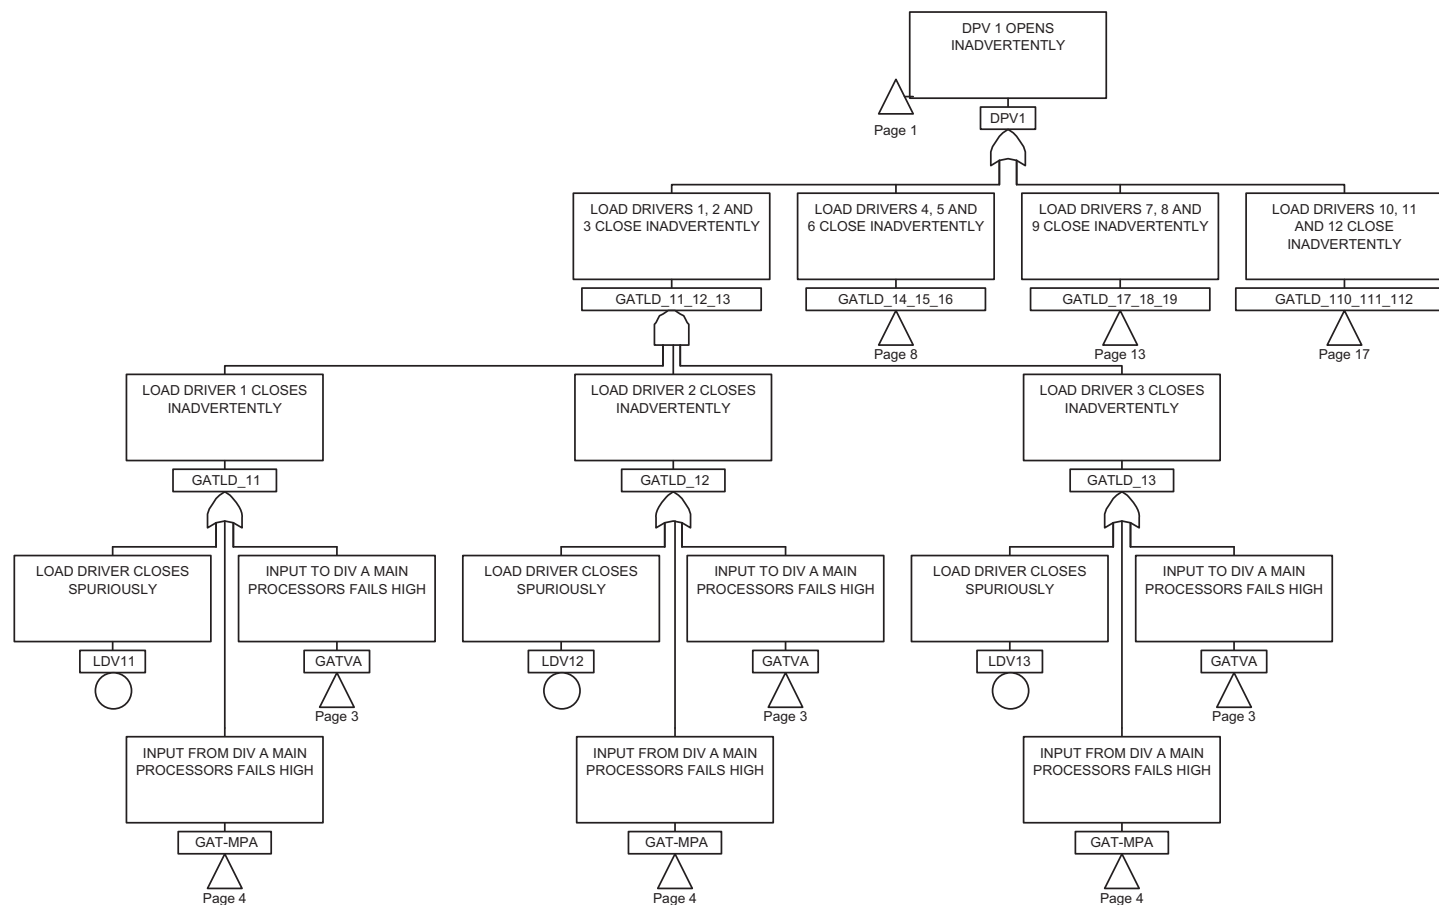 DPV 1 OPENS
INADVERTENTLY
Page 1
DPV1
LOAD DRIVERS 1, 2 AND
3 CLOSE INADVERTENTLY
LOAD DRIVERS 4, 5 AND
6 CLOSE INADVERTENTLY
LOAD DRIVERS 7, 8 AND
9 CLOSE INADVERTENTLY
LOAD DRIVERS 10, 11
AND 12 CLOSE
INADVERTENTLY
GATLD_11_12_13
GATLD_14_15_16
GATLD_17_18_19
GATLD_110_111_112
Page 8
Page 13
Page 17
LOAD DRIVER 1 CLOSES
INADVERTENTLY
LOAD DRIVER 2 CLOSES
INADVERTENTLY
LOAD DRIVER 3 CLOSES
INADVERTENTLY
GATLD_11
GATLD_12
GATLD_13
LOAD DRIVER CLOSES
SPURIOUSLY
INPUT TO DIV A MAIN
PROCESSORS FAILS HIGH
LOAD DRIVER CLOSES
SPURIOUSLY
INPUT TO DIV A MAIN
PROCESSORS FAILS HIGH
LOAD DRIVER CLOSES
SPURIOUSLY
INPUT TO DIV A MAIN
PROCESSORS FAILS HIGH
LDV11
GATVA
LDV12
GATVA
LDV13
GATVA
Page 3
Page 3
Page 3
INPUT FROM DIV A MAIN
PROCESSORS FAILS HIGH
INPUT FROM DIV A MAIN
PROCESSORS FAILS HIGH
INPUT FROM DIV A MAIN
PROCESSORS FAILS HIGH
GAT-MPA
GAT-MPA
GAT-MPA
Page 4
Page 4
Page 4